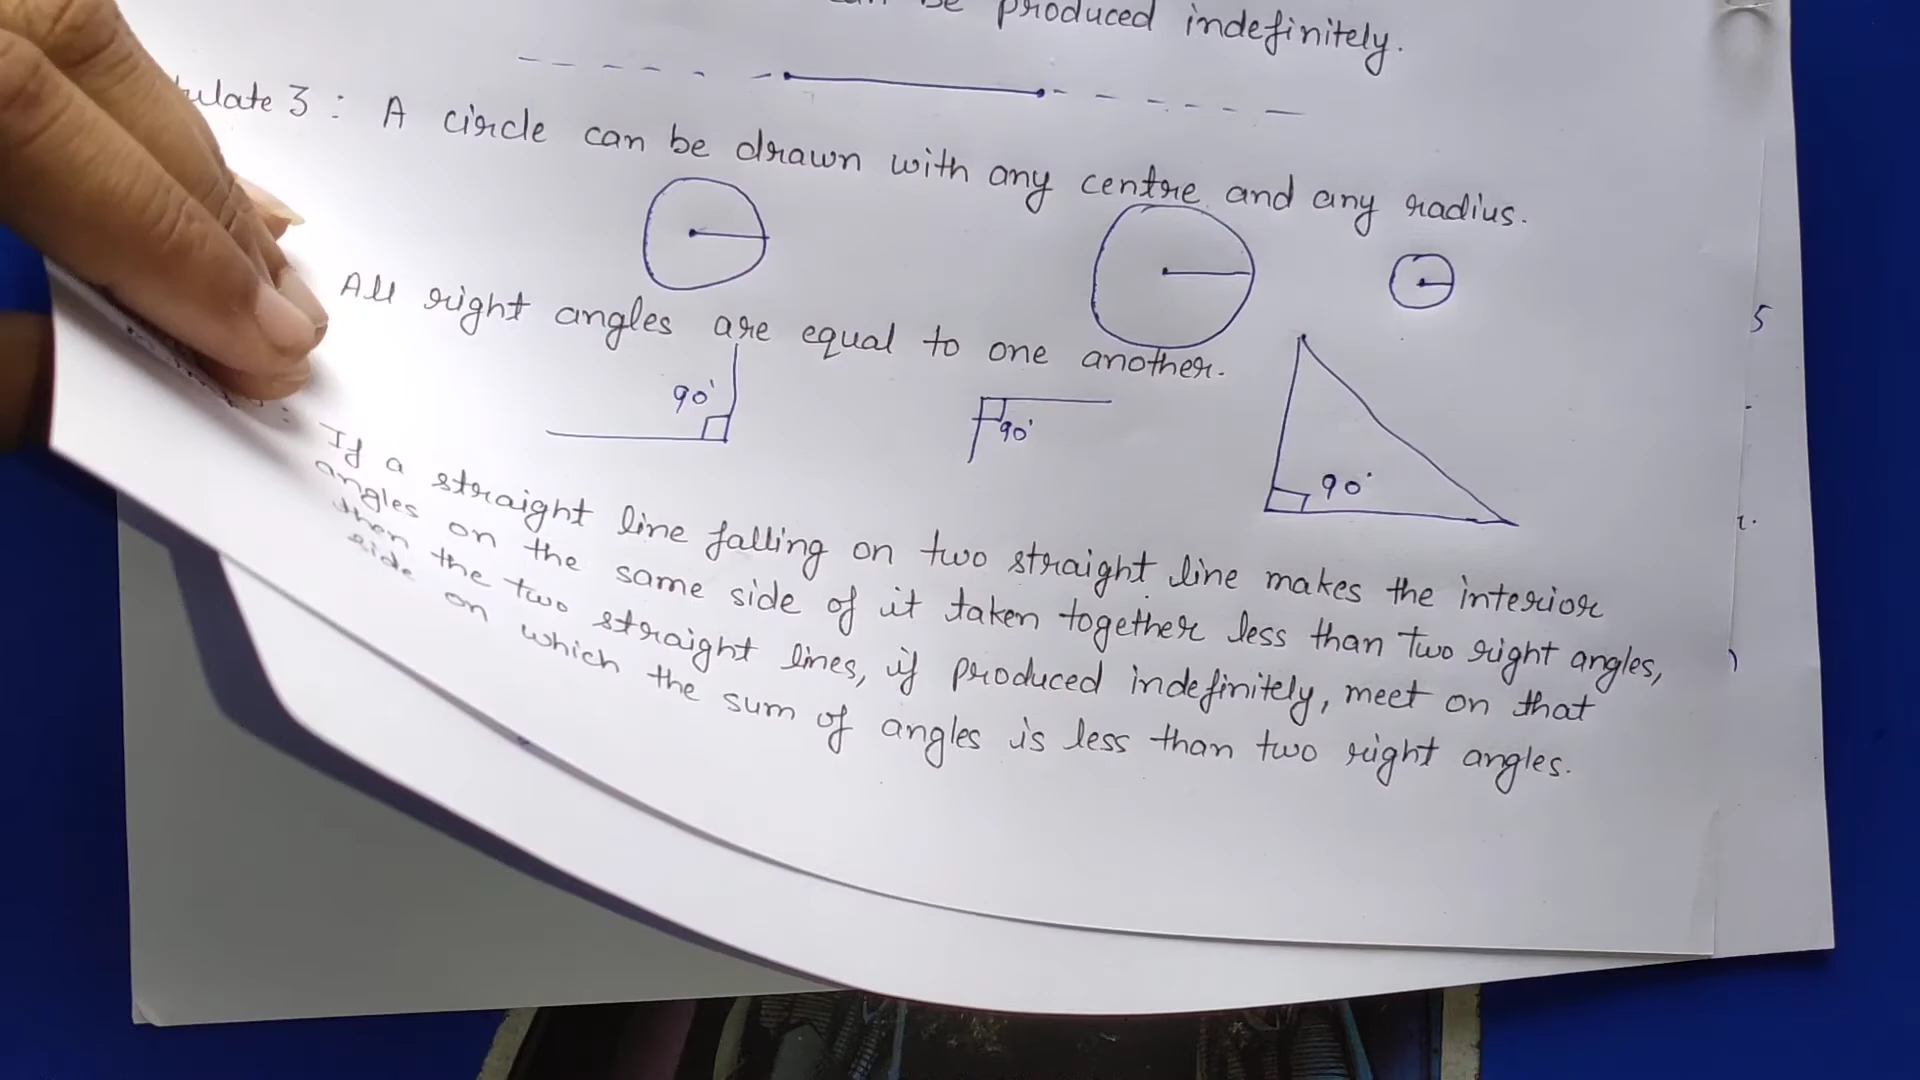 be produced indefinitely.
ulate 3 : A circle can be drawn with any centre and any radius.
All right angles are equal to one another.
90°
90°
90°
: If a straight line falling on two straight line makes the interior
angles on the same side of it taken together less than two right angles,
then the two straight lines, if produced indefinitely, meet on that
side on which the sum of angles is less than two right angles.
5